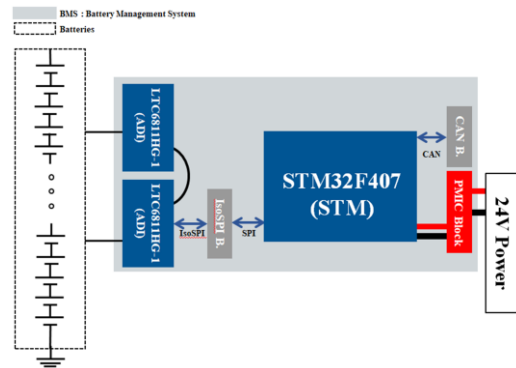 BMS : Battery Management System
Batteries
LTC6811HG-1
(ADI)
LTC6811HG-1
(ADI)
IsoSPI
IsoSPI B.
SPI
STM32F407
(STM)
CAN
CAN B.
PMIC Block
24V Power